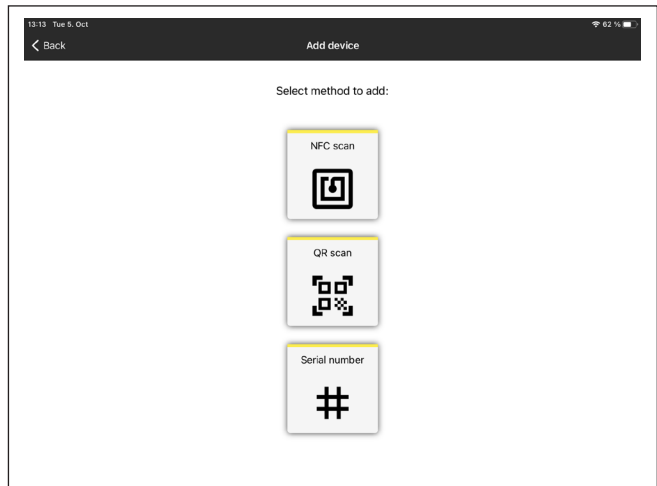 13:13 Tue 5. Oct 62 %
Back Add device
Select method to add:
NFC scan
QR scan
Serial number